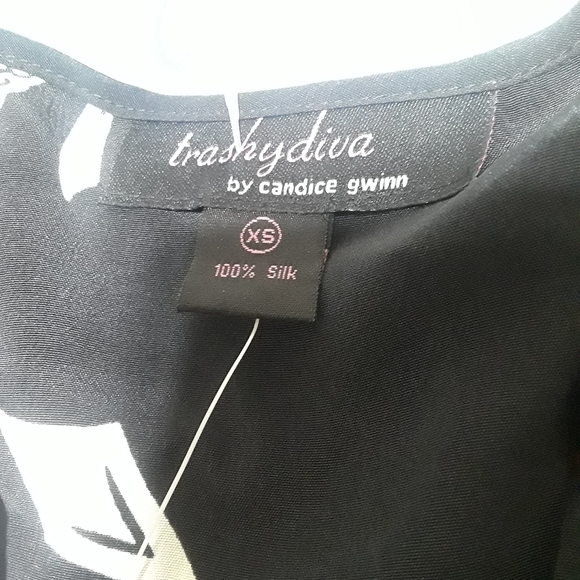 trashydiva
by candice gwinn
XS
100% Silk